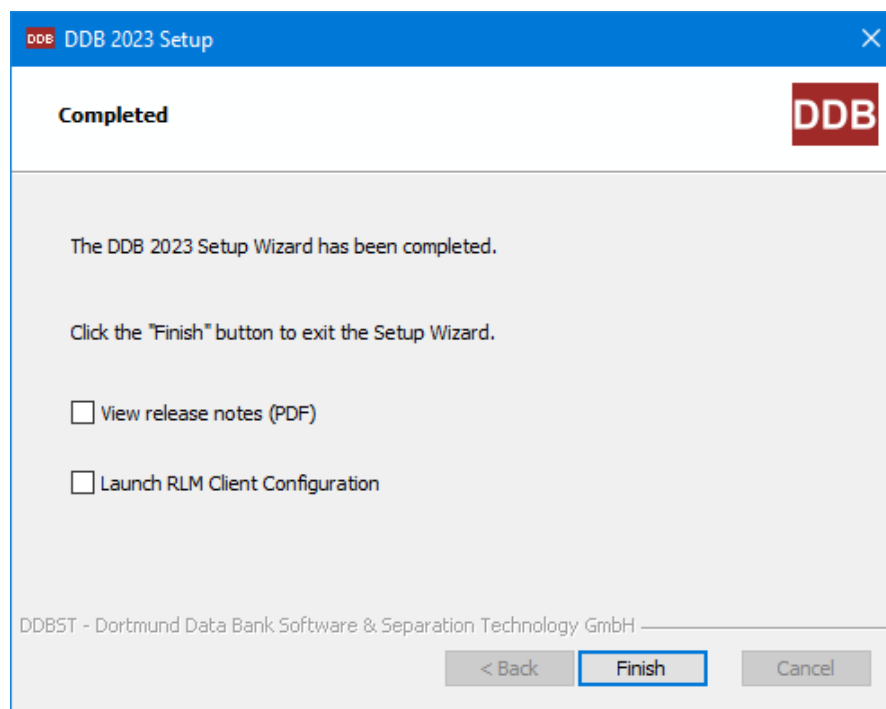 DDB DDB 2023 Setup
Completed
DDB
The DDB 2023 Setup Wizard has been completed.
Click the "Finish" button to exit the Setup Wizard.
View release notes (PDF)
Launch RLM Client Configuration
DDBST - Dortmund Data Bank Software & Separation Technology GmbH
< Back Finish Cancel